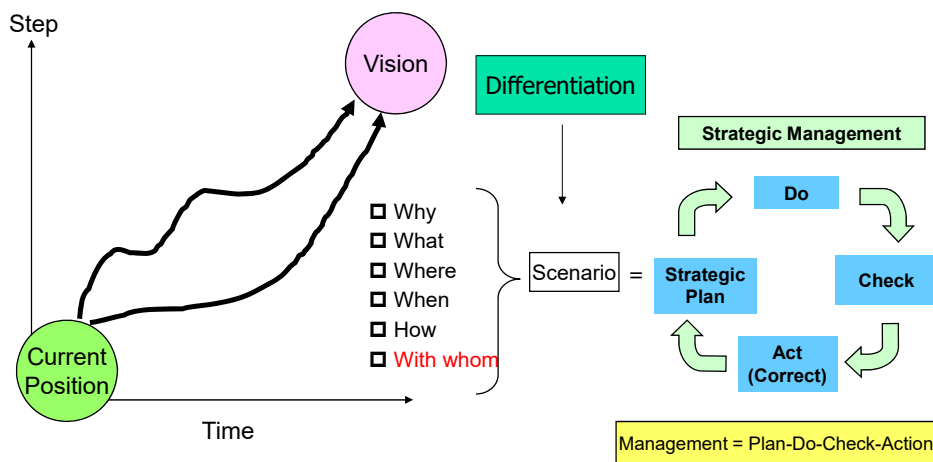 Step
Vision
Differentiation
Strategic Management
Why
What
Where
When
How
With whom
Scenario
=
Strategic
Plan
Do
Check
Act
(Correct)
Current
Position
Time
Management = Plan-Do-Check-Action